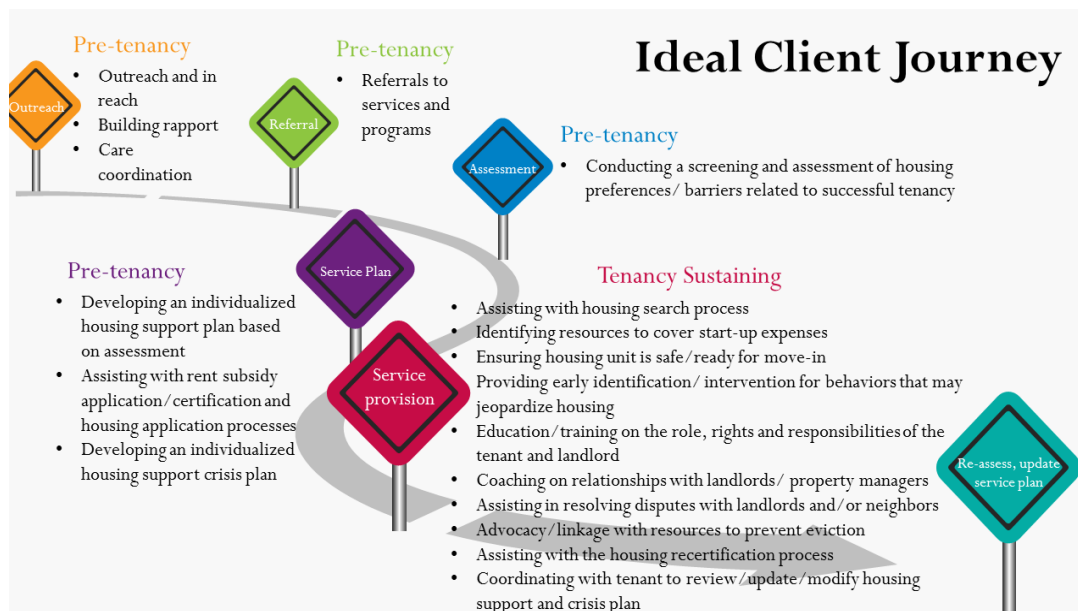 Ideal Client Journey
Outreach
Pre-tenancy
• Outreach and in
reach
• Building rapport
• Care
coordination
Referral
Pre-tenancy
• Referrals to
services and
programs
Assessment
Pre-tenancy
• Conducting a screening and assessment of housing
preferences/ barriers related to successful tenancy
Service Plan
Pre-tenancy
• Developing an individualized
housing support plan based
on assessment
• Assisting with rent subsidy
application/certification and
housing application processes
• Developing an individualized
housing support crisis plan
Service
provision
Tenancy Sustaining
• Assisting with housing search process
• Identifying resources to cover start-up expenses
• Ensuring housing unit is safe/ready for move-in
• Providing early identification/ intervention for behaviors that may
jeopardize housing
• Education/training on the role, rights and responsibilities of the
tenant and landlord
• Coaching on relationships with landlords/ property managers
• Assisting in resolving disputes with landlords and/or neighbors
• Advocacy/linkage with resources to prevent eviction
• Assisting with the housing recertification process
• Coordinating with tenant to review/update/modify housing
support and crisis plan
Re-assess, update
service plan